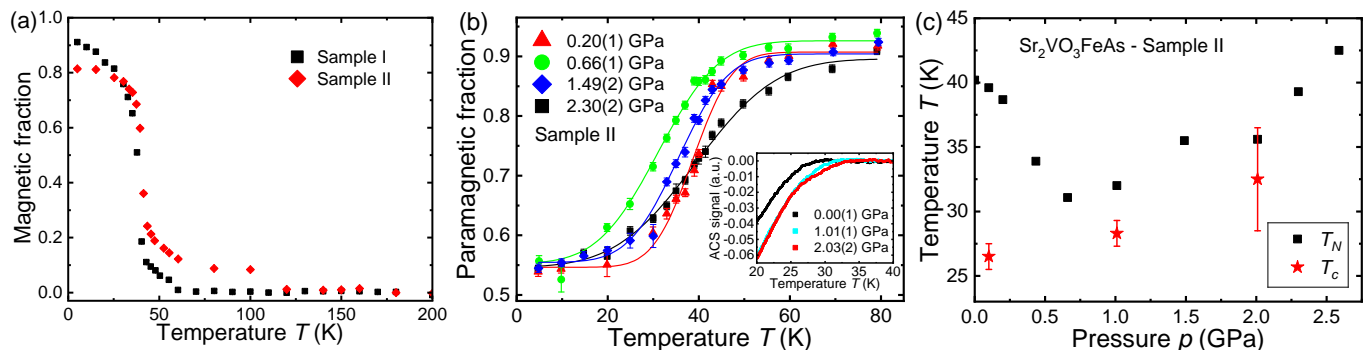 (a)
Magnetic fraction
1.0
0.8
0.6
0.4
0.2
0.0
Sample I
Sample II
0 50 100 150 200
Temperature T (K)
(b)
Paramagnetic fraction
0.9
0.8
0.7
0.6
0.5
0.20(1) GPa
0.66(1) GPa
1.49(2) GPa
2.30(2) GPa
Sample II
ACS signal (a.u.)
0.00
-0.01
-0.02
-0.03
-0.04
-0.05
-0.06
0.00(1) GPa
1.01(1) GPa
2.03(2) GPa
20 25 30 35 40
Temperature T (K)
0 10 20 30 40 50 60 70 80
Temperature T (K)
(c)
Temperature T (K)
45
40
35
30
25
Sr₂VO₃FeAs - Sample II
T_N
T_c
0.0 0.5 1.0 1.5 2.0 2.5
Pressure p (GPa)